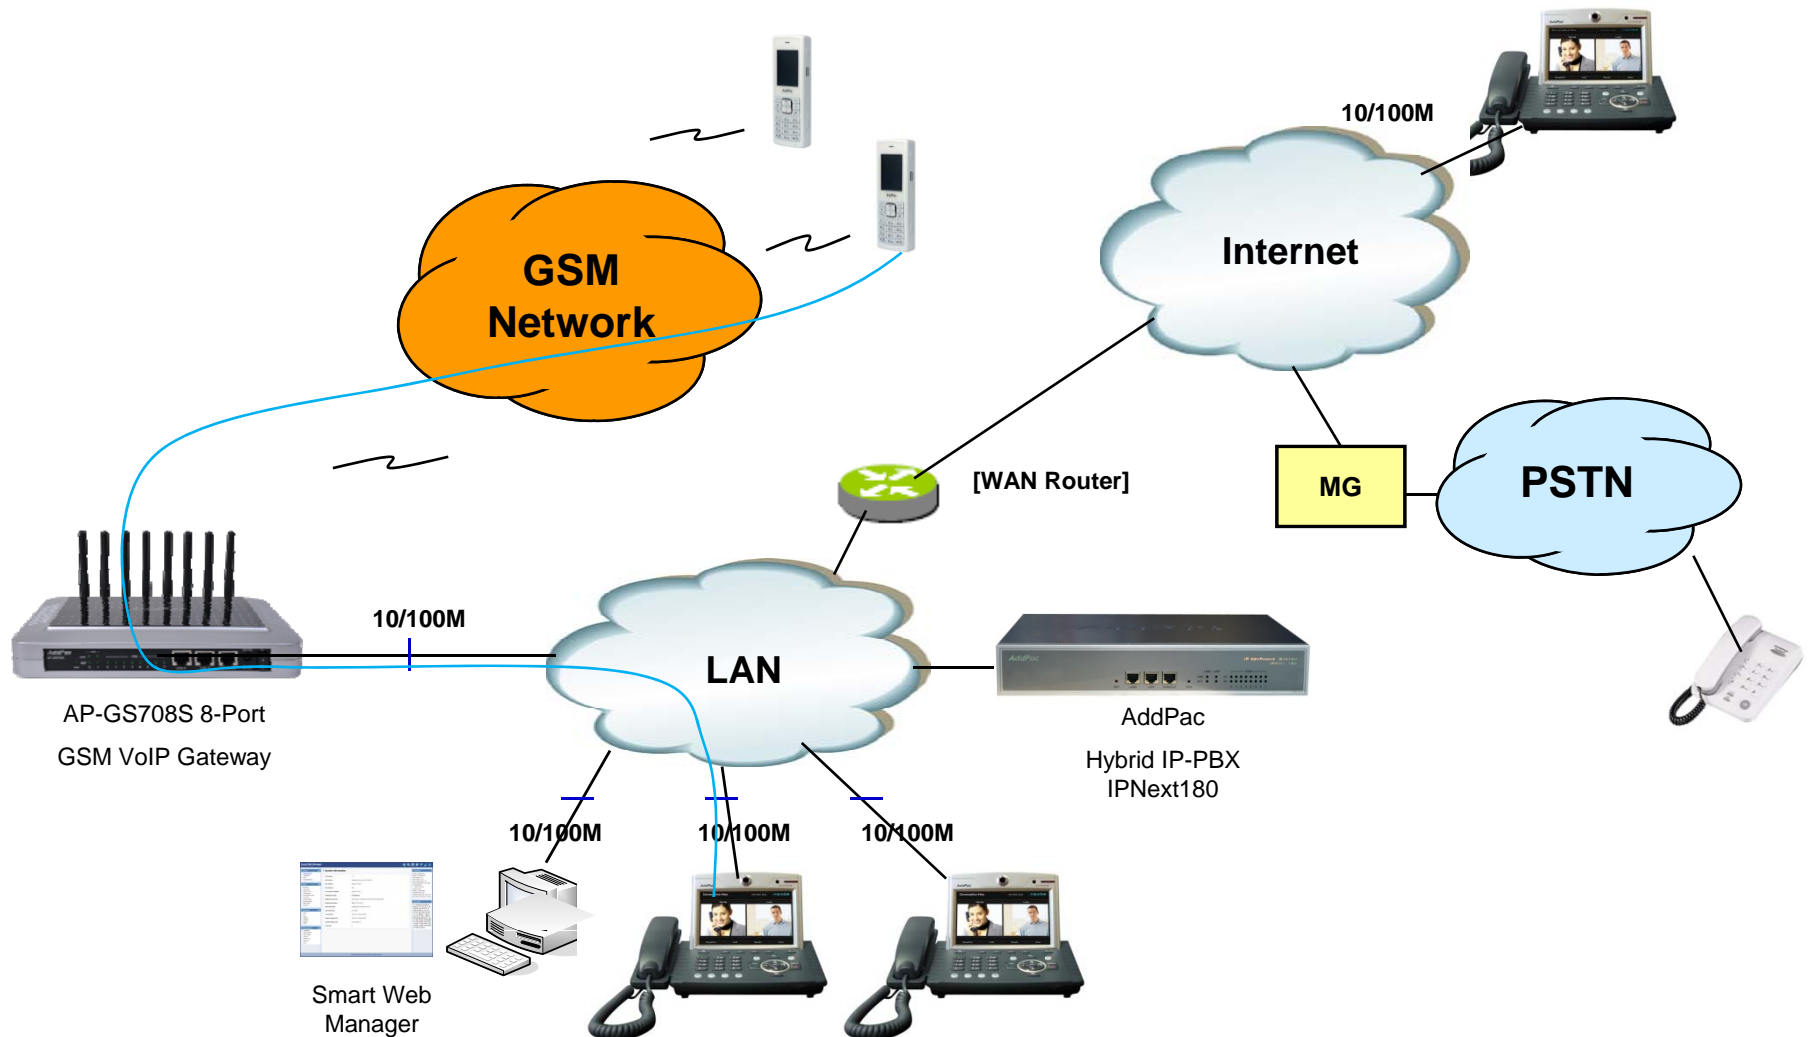 10/100M
Internet
GSM
Network
[WAN Router]
MG
PSTN
10/100M
LAN
AddPac
AP-GS708S 8-Port
GSM VoIP Gateway
AddPac
Hybrid IP-PBX
IPNext180
10/100M
10/100M
10/100M
Smart Web
Manager